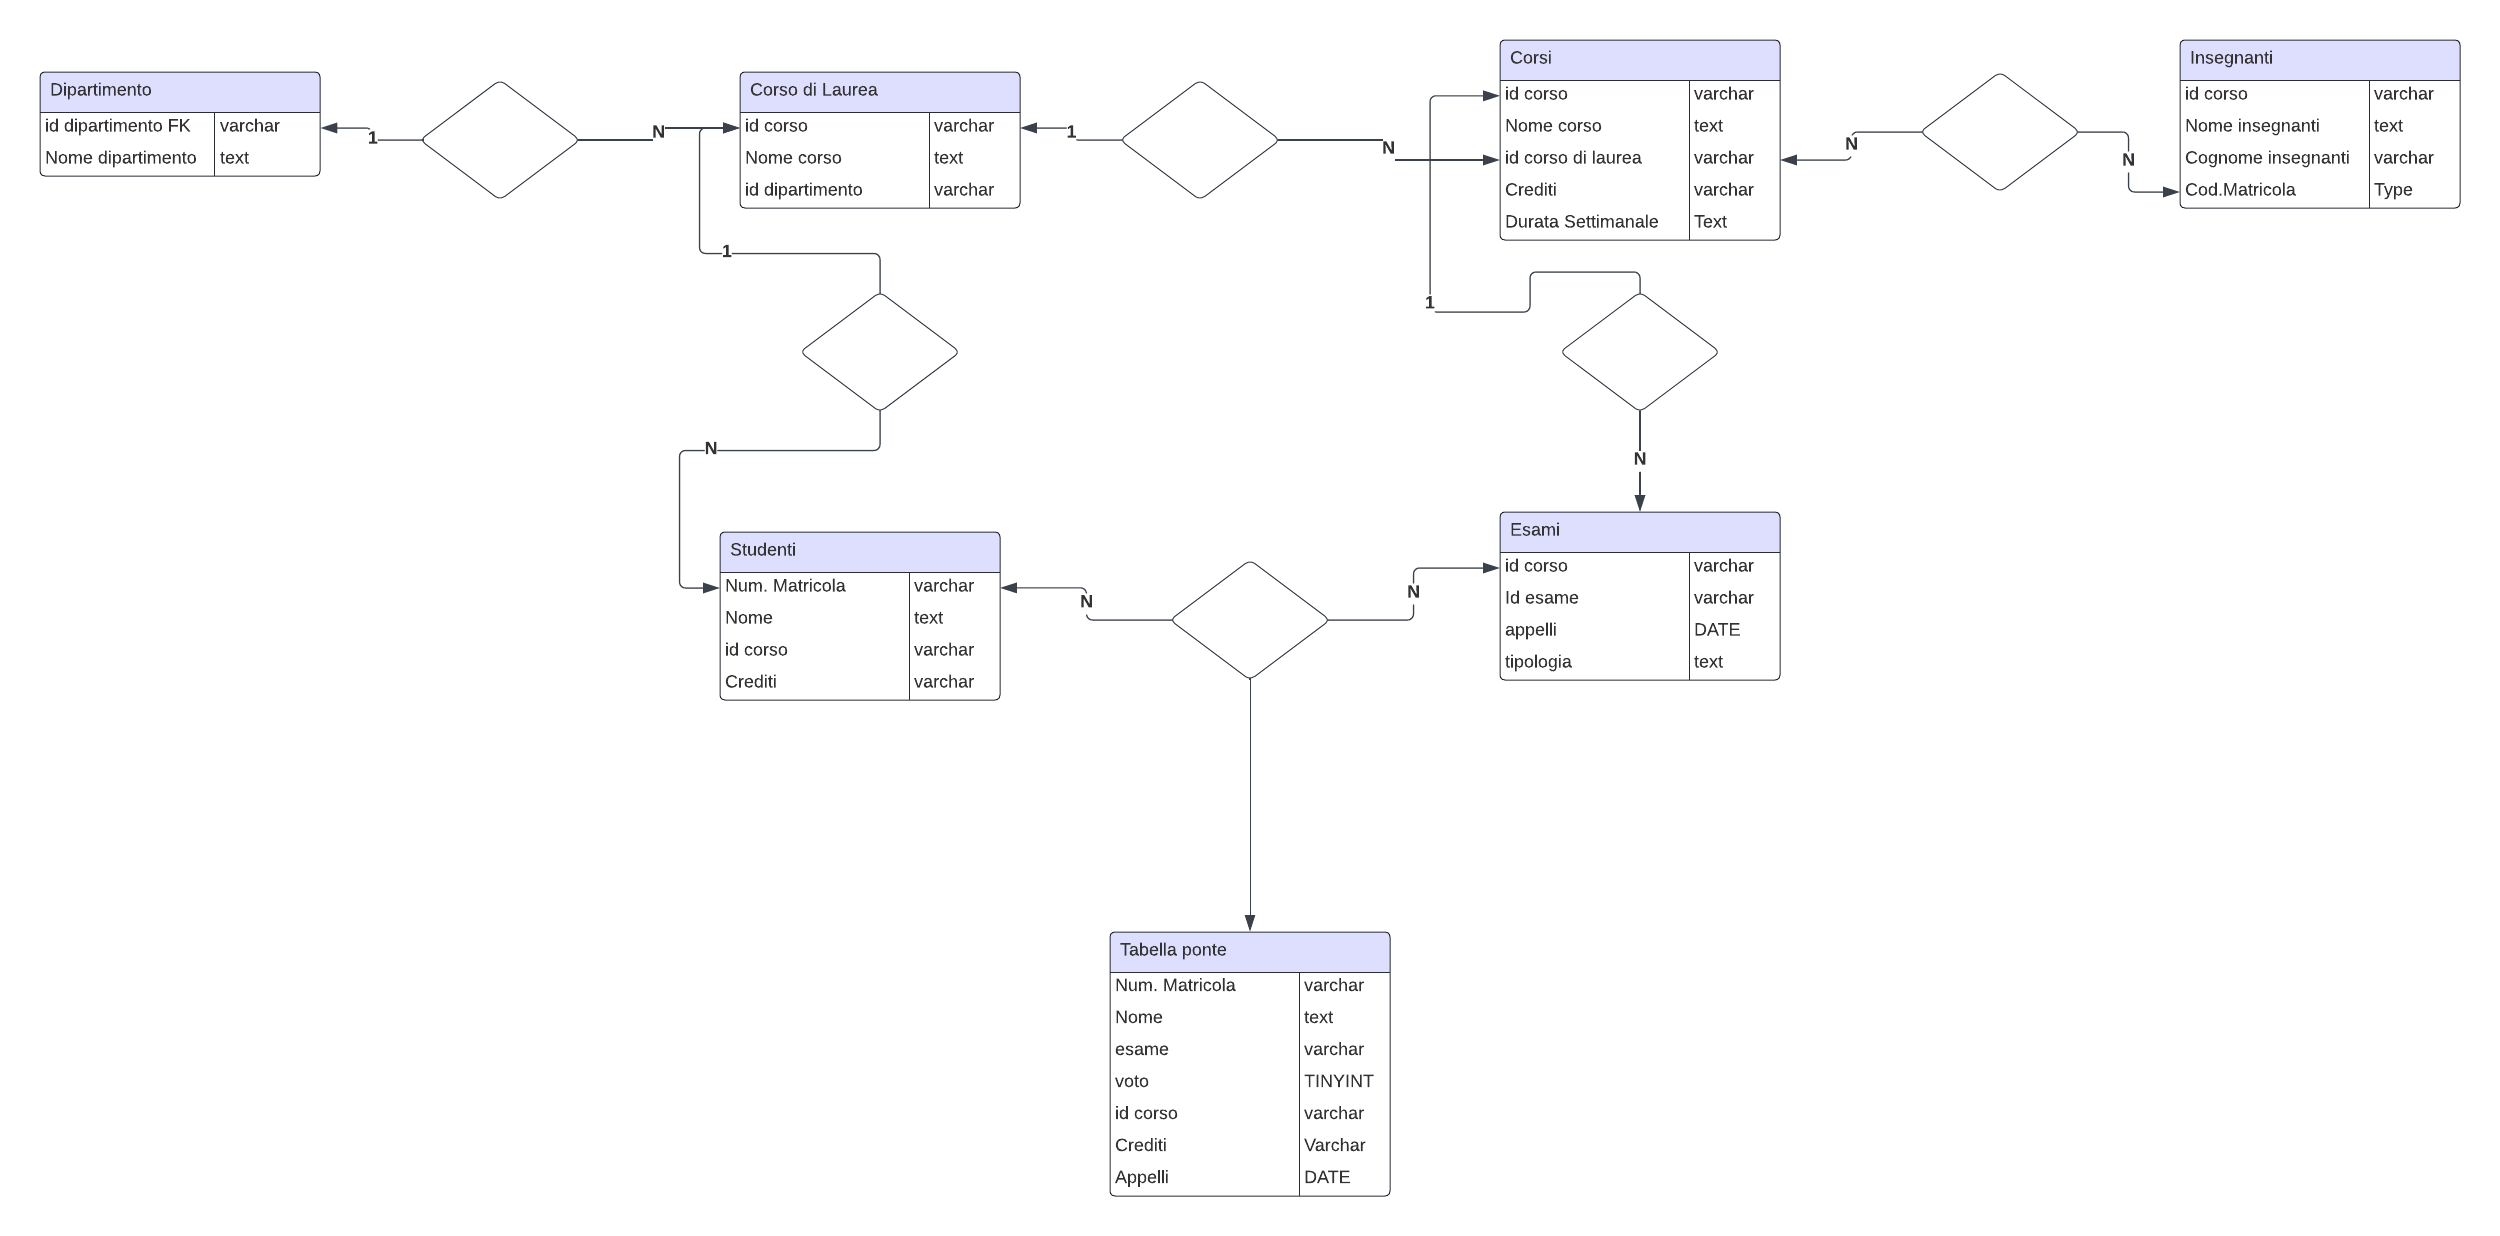 Dipartimento
id dipartimento FK varchar
Nome dipartimento text
1
N
Corso di Laurea
id corso varchar
Nome corso text
id dipartimento varchar
1
N
Corsi
id corso varchar
Nome corso text
id corso di laurea varchar
Crediti varchar
Durata Settimanale Text
N
N
Insegnanti
id corso varchar
Nome insegnanti text
Cognome insegnanti varchar
Cod.Matricola Type
1
1
N
N
Studenti
Num. Matricola varchar
Nome text
id corso varchar
Crediti varchar
N
N
Esami
id corso varchar
Id esame varchar
appelli DATE
tipologia text
Tabella ponte
Num. Matricola varchar
Nome text
esame varchar
voto TINYINT
id corso varchar
Crediti Varchar
Appelli DATE